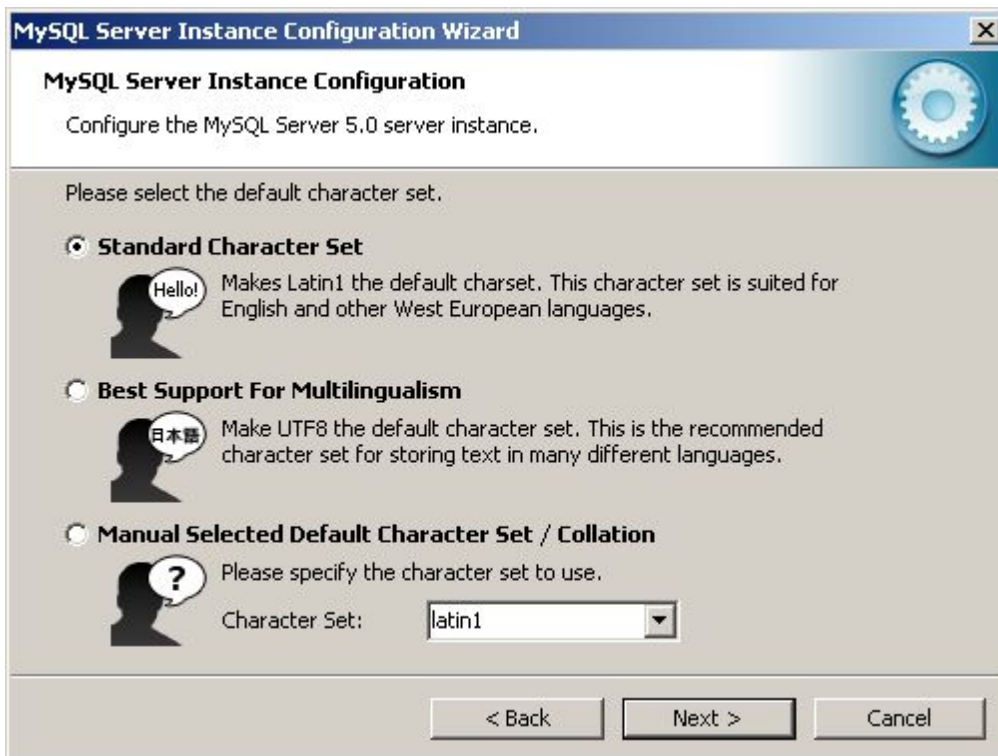 MySQL Server Instance Configuration Wizard
MySQL Server Instance Configuration
Configure the MySQL Server 5.0 server instance.
Please select the default character set.
Standard Character Set
Hello!
Makes Latin1 the default charset. This character set is suited for
English and other West European languages.
Best Support For Multilingualism
日本語
Make UTF8 the default character set. This is the recommended
character set for storing text in many different languages.
Manual Selected Default Character Set / Collation
?
Please specify the character set to use.
Character Set: latin1
< Back Next > Cancel